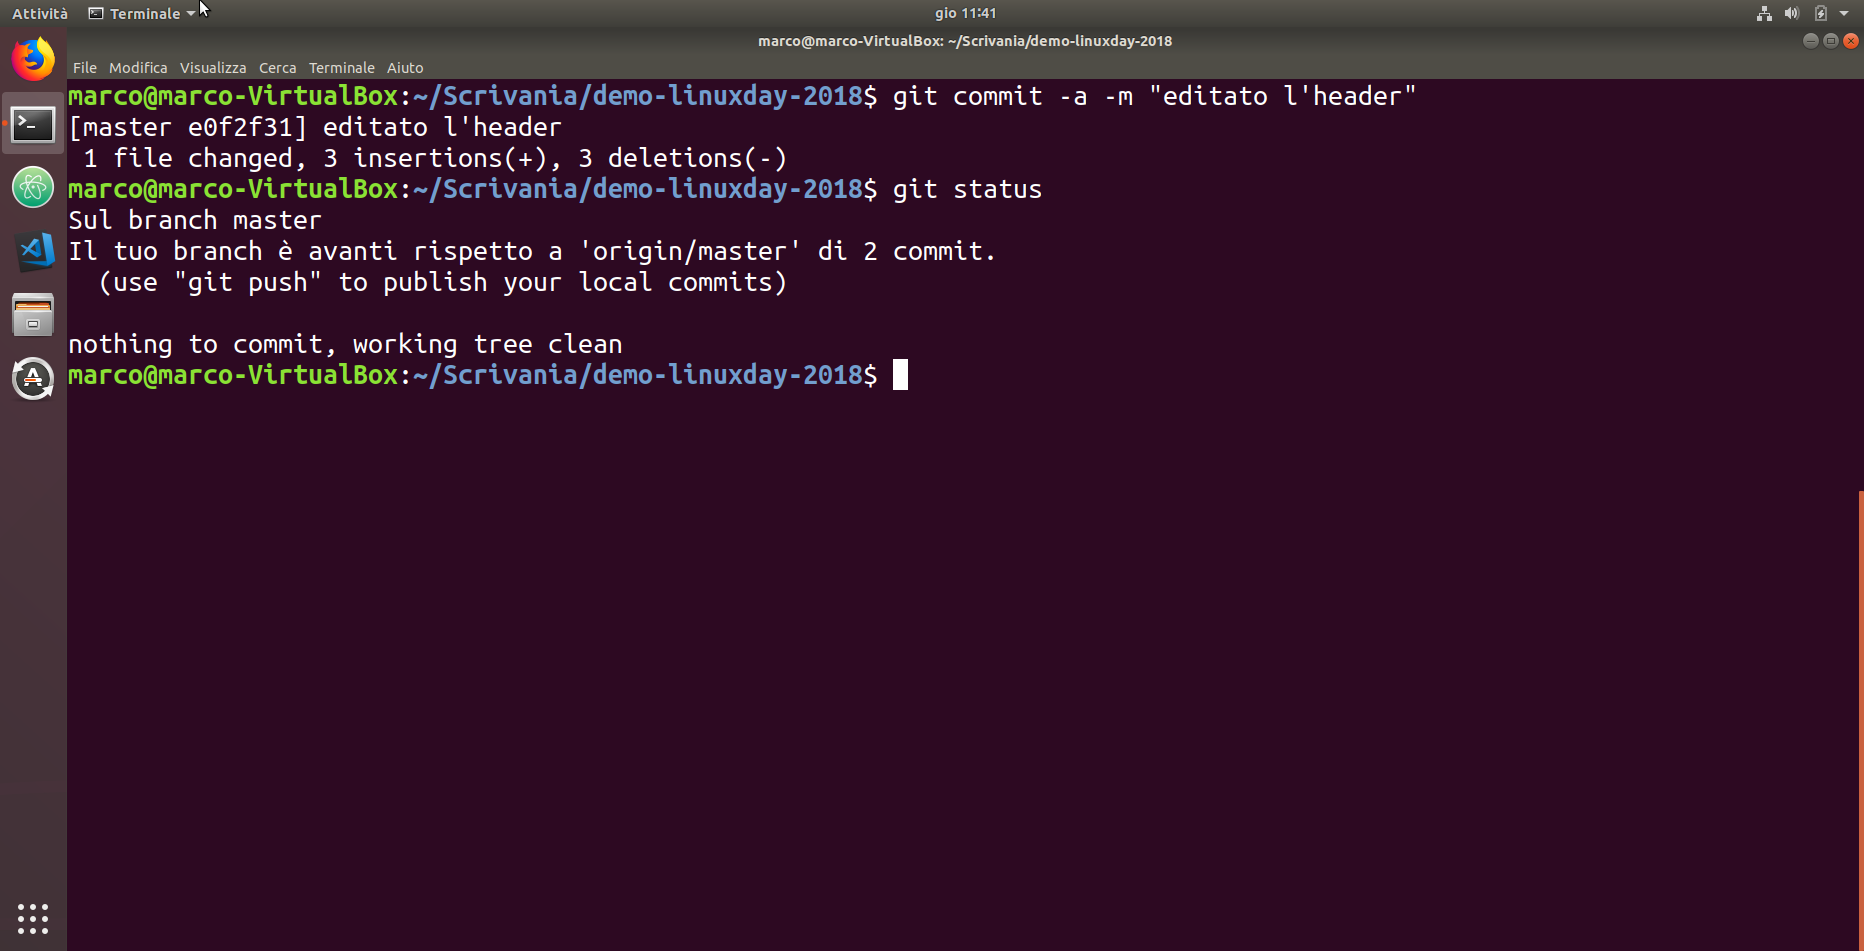 Attività Terminale gio 11:41
marco@marco-VirtualBox: ~/Scrivania/demo-linuxday-2018
File Modifica Visualizza Cerca Terminale Aiuto
marco@marco-VirtualBox:~/Scrivania/demo-linuxday-2018$ git commit -a -m "editato l'header"
[master e0f2f31] editato l'header
 1 file changed, 3 insertions(+), 3 deletions(-)
marco@marco-VirtualBox:~/Scrivania/demo-linuxday-2018$ git status
Sul branch master
Il tuo branch è avanti rispetto a 'origin/master' di 2 commit.
  (use "git push" to publish your local commits)

nothing to commit, working tree clean
marco@marco-VirtualBox:~/Scrivania/demo-linuxday-2018$